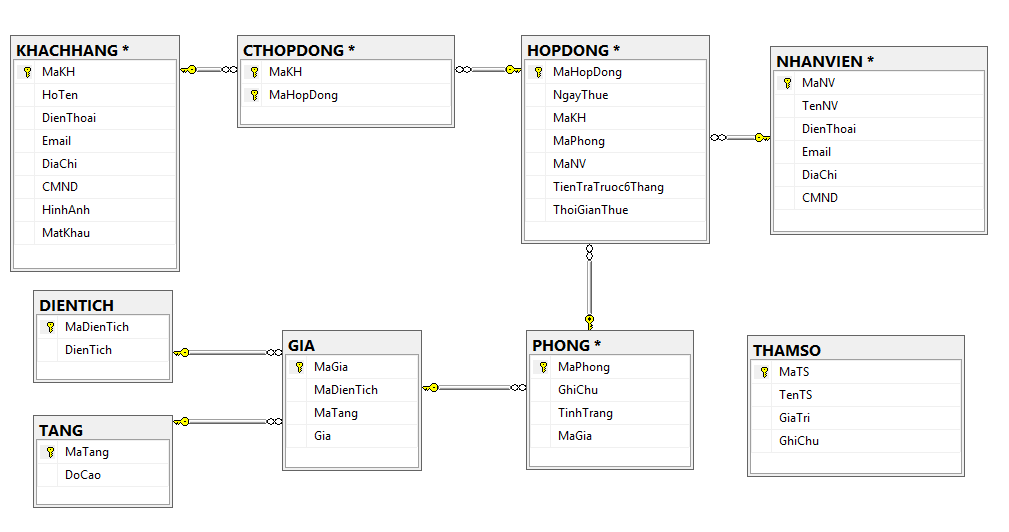 KHACHHANG *
MaKH
HoTen
DienThoai
Email
DiaChi
CMND
HinhAnh
MatKhau
CTHOPDONG *
MaKH
MaHopDong
HOPDONG *
MaHopDong
NgayThue
MaKH
MaPhong
MaNV
TienTraTruoc6Thang
ThoiGianThue
NHANVIEN *
MaNV
TenNV
DienThoai
Email
DiaChi
CMND
DIENTICH
MaDienTich
DienTich
TANG
MaTang
DoCao
GIA
MaGia
MaDienTich
MaTang
Gia
PHONG *
MaPhong
GhiChu
TinhTrang
MaGia
THAMSO
MaTS
TenTS
GiaTri
GhiChu